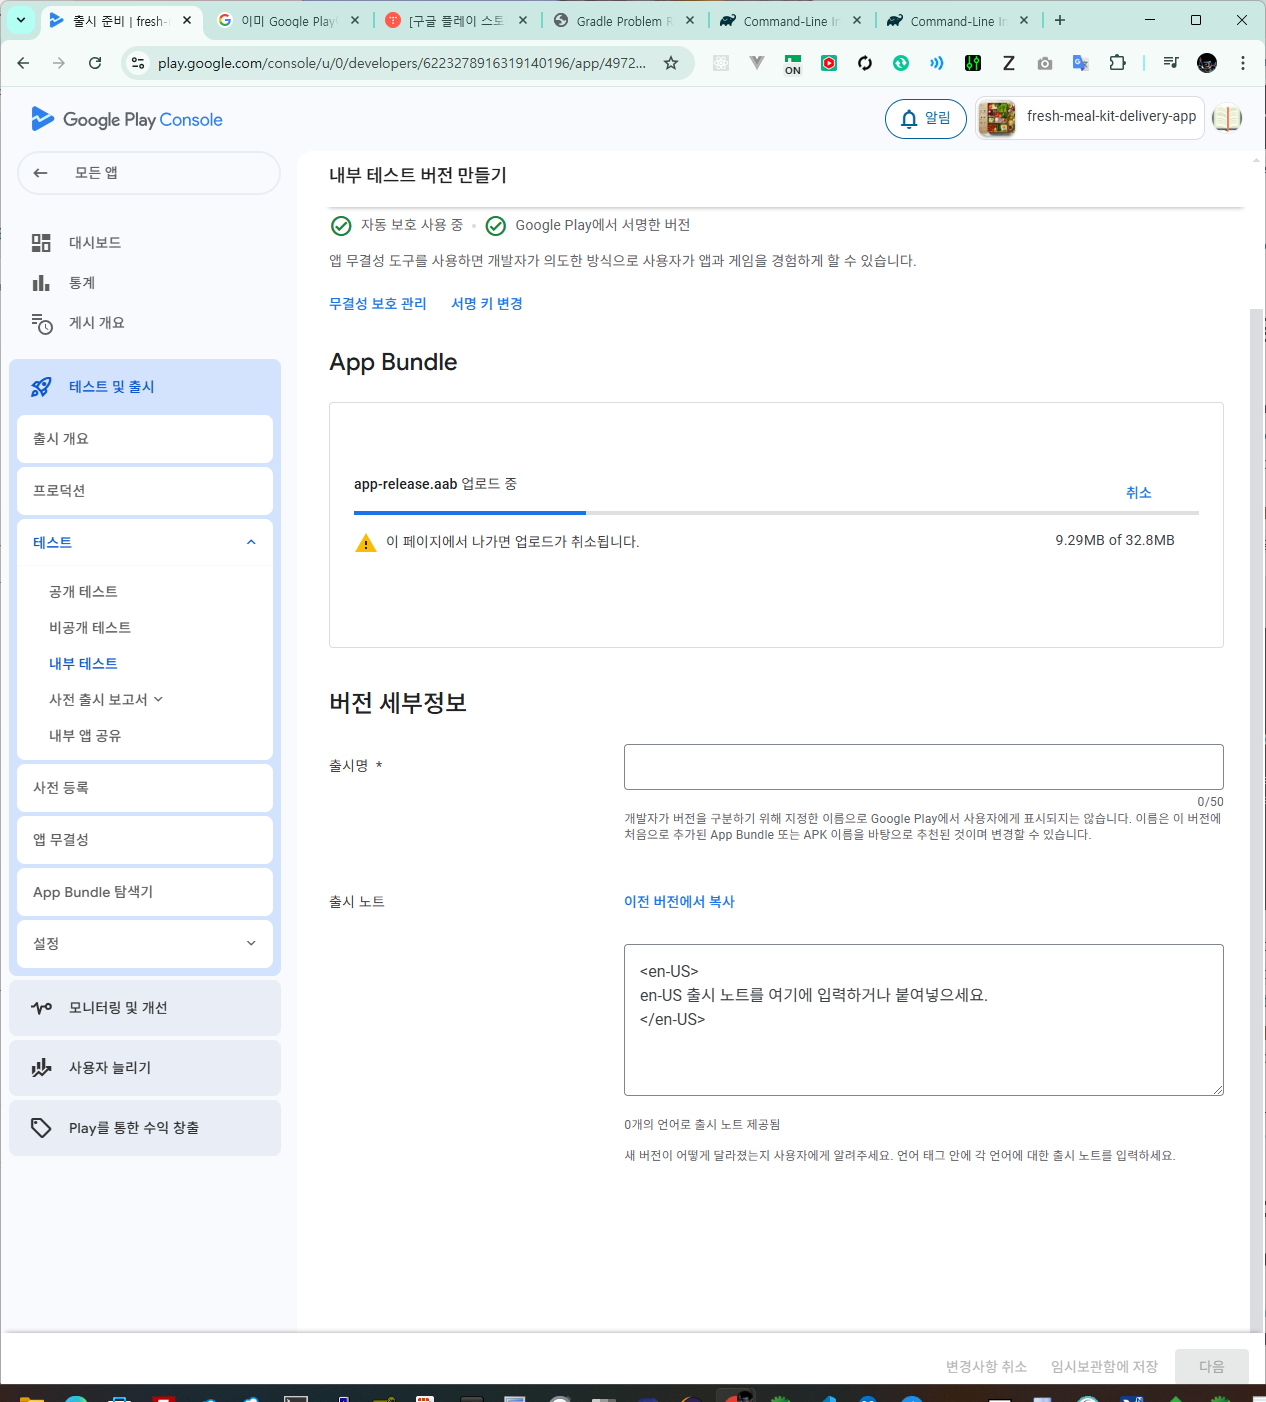 출시 준비 | fresh-
이미 Google Play
[구글 플레이 스토
Gradle Problem R
Command-Line In
Command-Line In
play.google.com/console/u/0/developers/6223278916319140196/app/4972...
ON
Google Play Console
알림
fresh-meal-kit-delivery-app
모든 앱
대시보드
통계
게시 개요
테스트 및 출시
출시 개요
프로덕션
테스트
공개 테스트
비공개 테스트
내부 테스트
사전 출시 보고서
내부 앱 공유
사전 등록
앱 무결성
App Bundle 탐색기
설정
모니터링 및 개선
사용자 늘리기
Play를 통한 수익 창출
내부 테스트 버전 만들기
자동 보호 사용 중 • Google Play에서 서명한 버전
앱 무결성 도구를 사용하면 개발자가 의도한 방식으로 사용자가 앱과 게임을 경험하게 할 수 있습니다.
무결성 보호 관리 서명 키 변경
App Bundle
app-release.aab 업로드 중
취소
이 페이지에서 나가면 업로드가 취소됩니다.
9.29MB of 32.8MB
버전 세부정보
출시명 *
0/50
개발자가 버전을 구분하기 위해 지정한 이름으로 Google Play에서 사용자에게 표시되지는 않습니다. 이름은 이 버전에
처음으로 추가된 App Bundle 또는 APK 이름을 바탕으로 추천된 것이며 변경할 수 있습니다.
출시 노트
이전 버전에서 복사
<en-US>
en-US 출시 노트를 여기에 입력하거나 붙여넣으세요.
</en-US>
0개의 언어로 출시 노트 제공됨
새 버전이 어떻게 달라졌는지 사용자에게 알려주세요. 언어 태그 안에 각 언어에 대한 출시 노트를 입력하세요.
변경사항 취소 임시보관함에 저장 다음